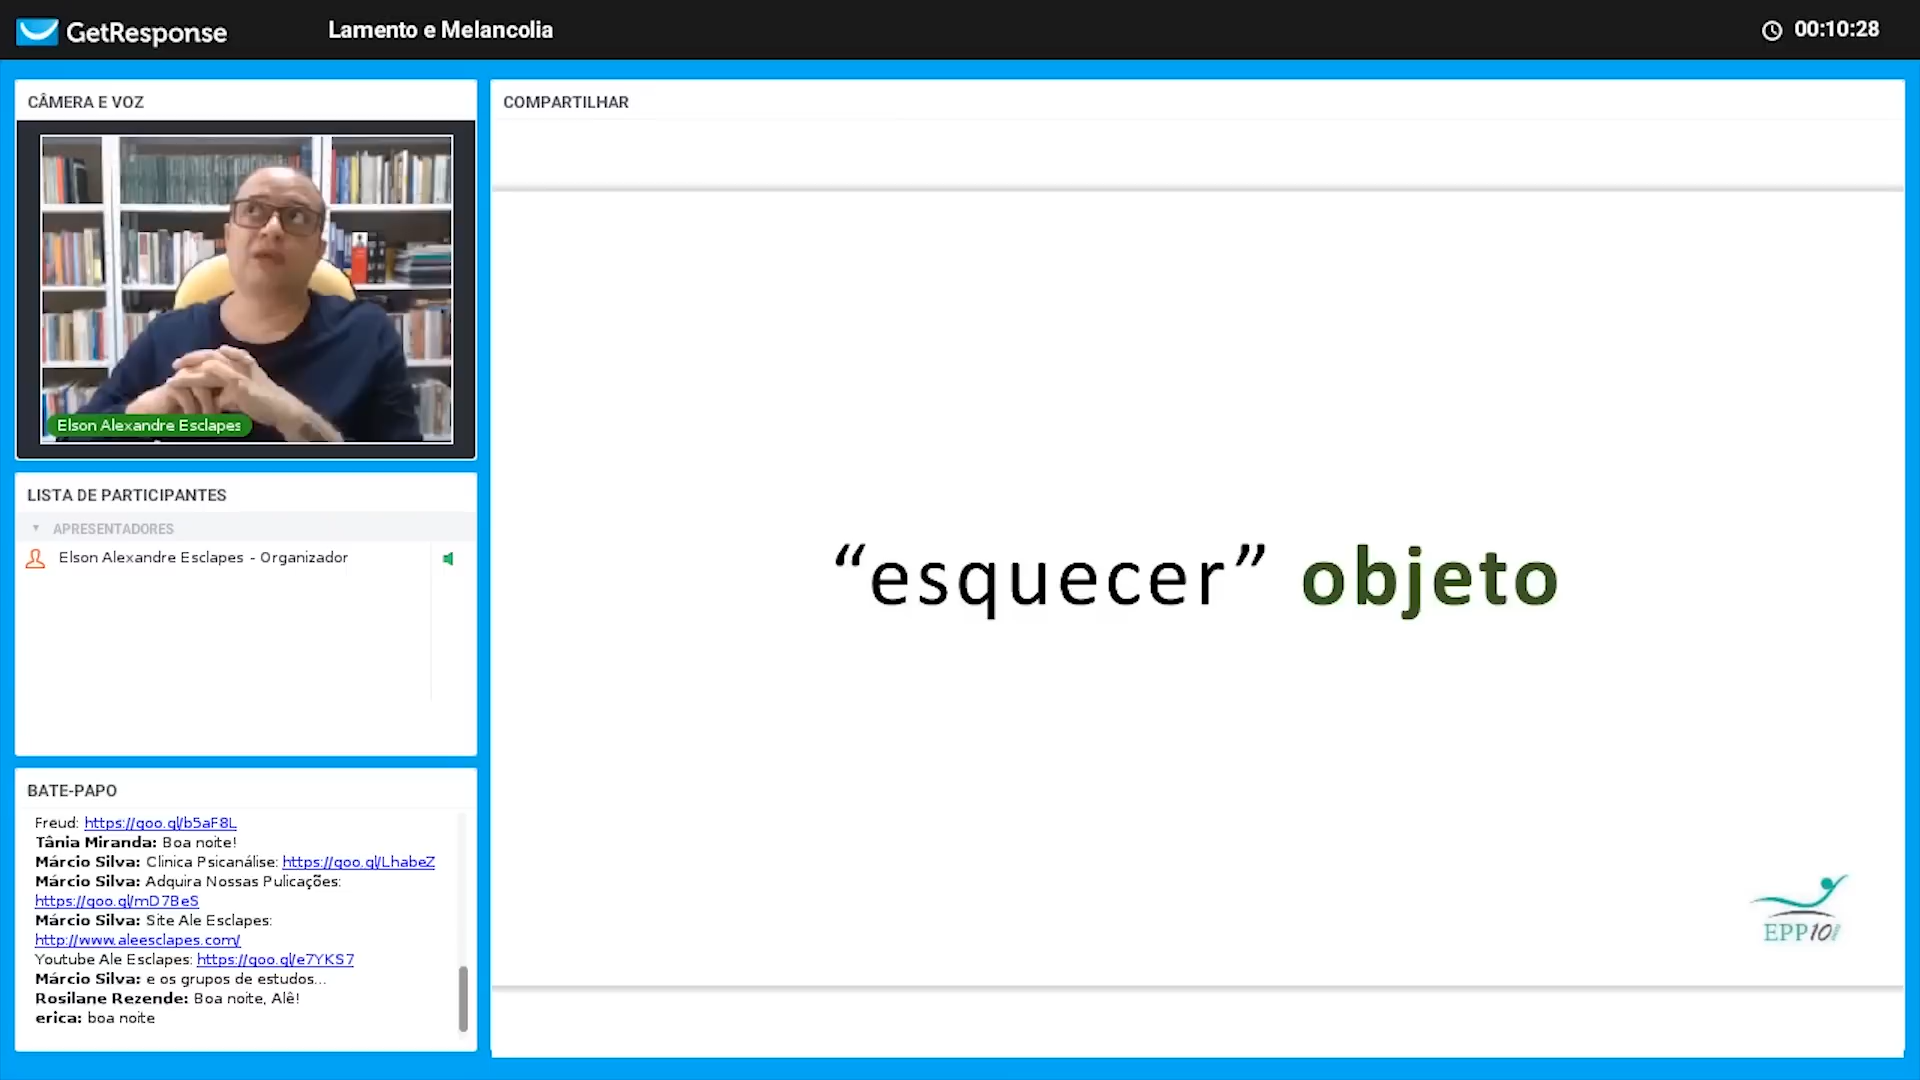 GetResponse
Lamento e Melancolia
00:10:28
CÂMERA E VOZ
Elson Alexandre Esclapes
LISTA DE PARTICIPANTES
APRESENTADORES
Elson Alexandre Esclapes - Organizador
BATE-PAPO
Freud: https://goo.gl/b5aF8L
Tânia Miranda: Boa noite!
Márcio Silva: Clinica Psicanálise: https://goo.gl/LhabeZ
Márcio Silva: Adquira Nossas Pulicações:
https://goo.gl/mD7BeS
Márcio Silva: Site Ale Esclapes:
http://www.aleesclapes.com/
Youtube Ale Esclapes: https://goo.gl/e7YKS7
Márcio Silva: e os grupos de estudos...
Rosilane Rezende: Boa noite, Alê!
erica: boa noite
COMPARTILHAR
“esquecer” objeto
EPP10